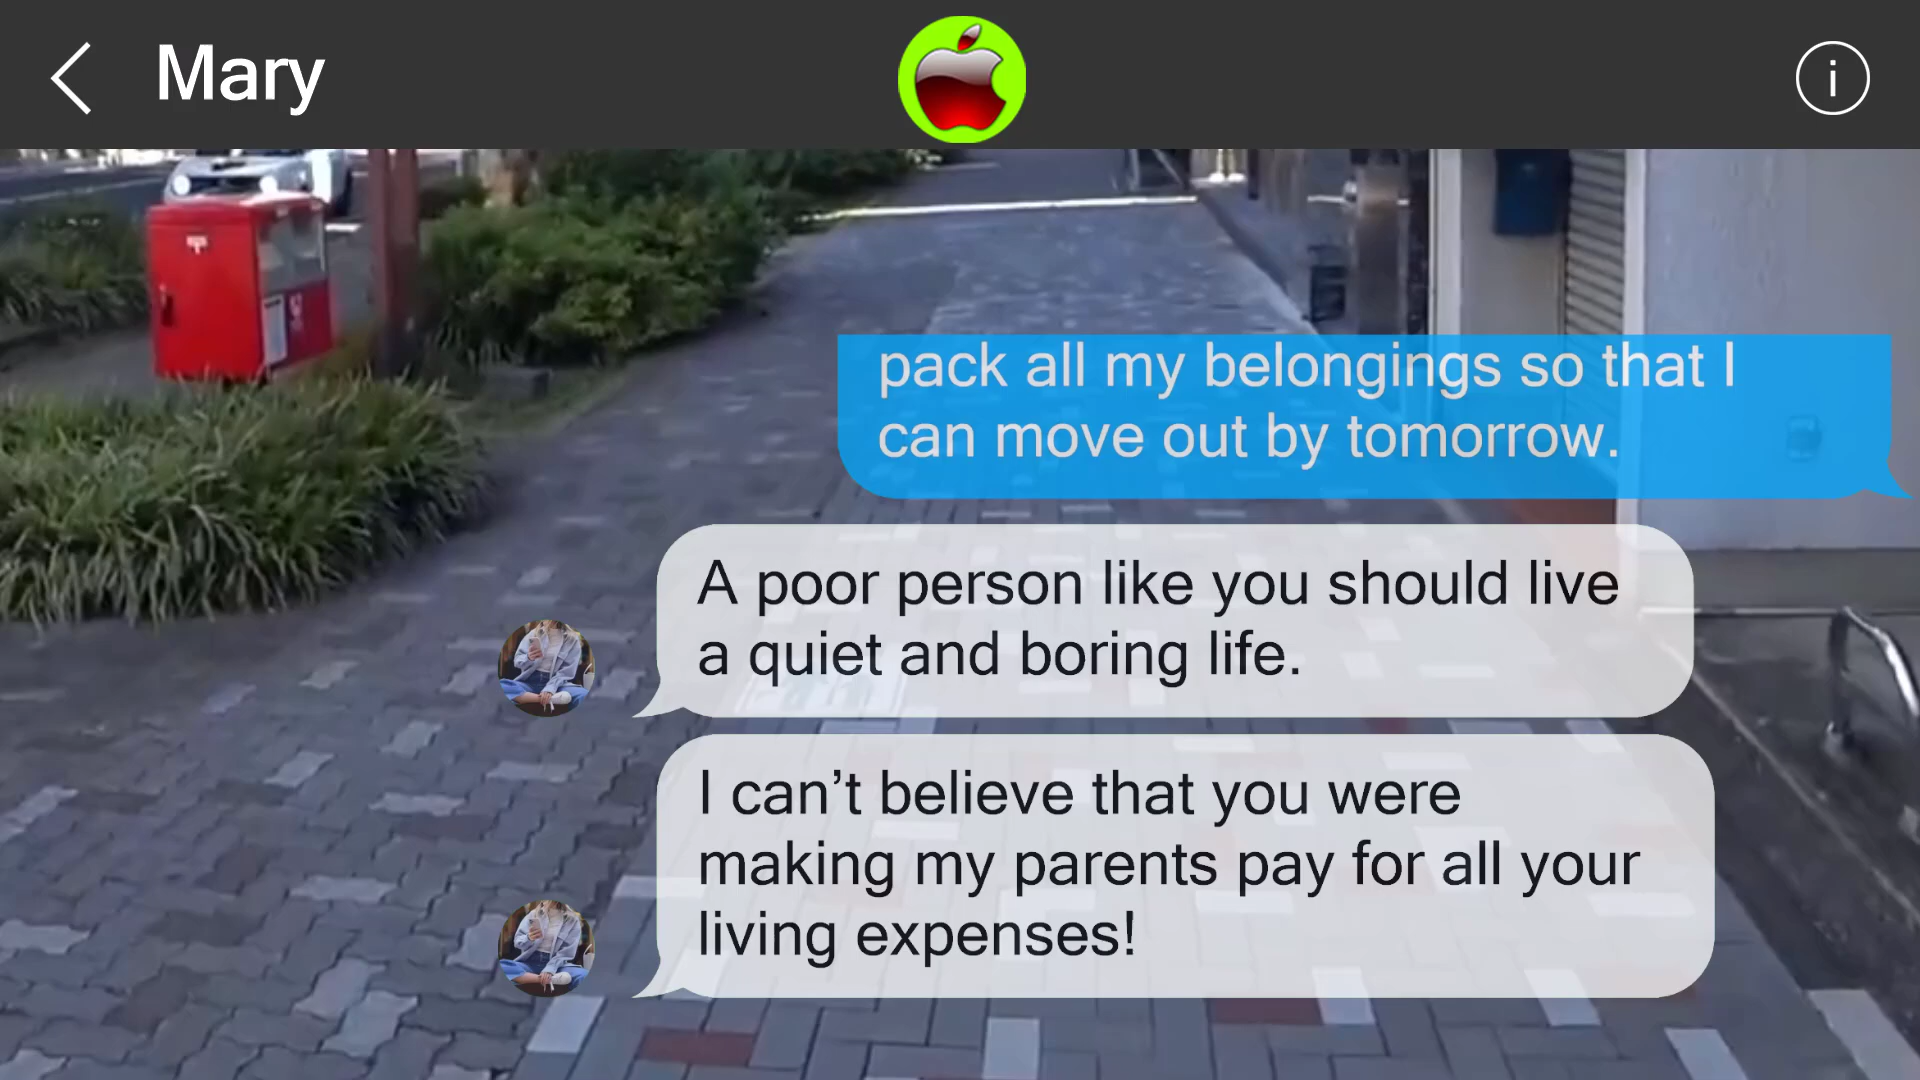 Mary
i
pack all my belongings so that I
can move out by tomorrow.
A poor person like you should live
a quiet and boring life.
I can’t believe that you were
making my parents pay for all your
living expenses!